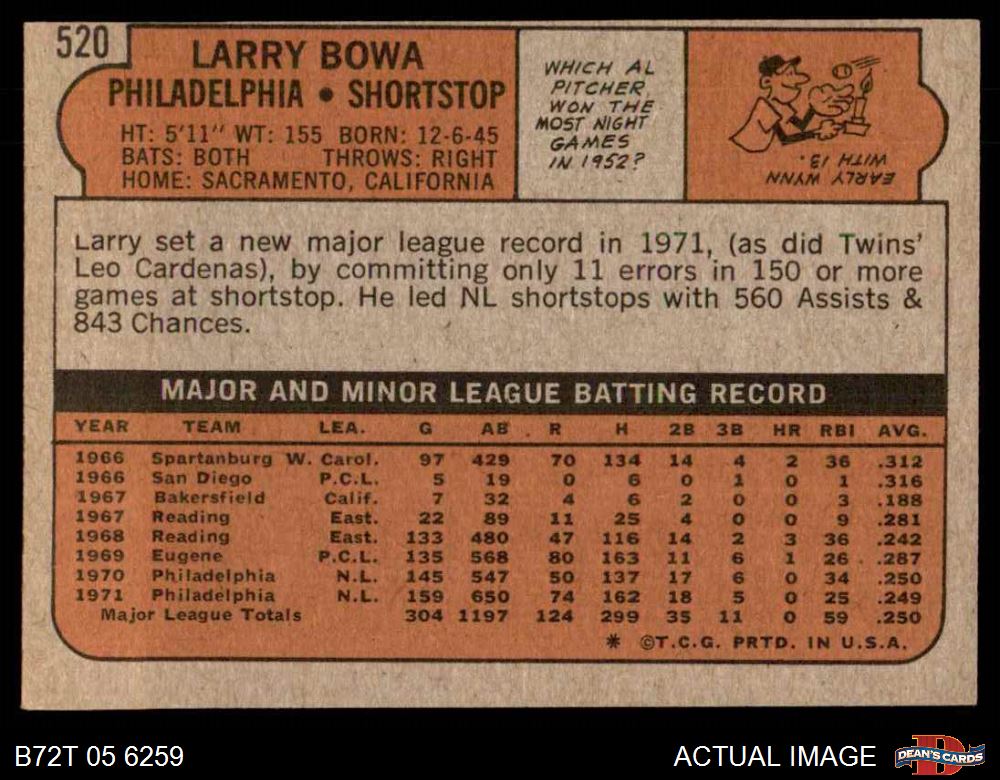 520
LARRY BOWA
PHILADELPHIA • SHORTSTOP
HT: 5'11" WT: 155 BORN: 12-6-45
BATS: BOTH THROWS: RIGHT
HOME: SACRAMENTO, CALIFORNIA
WHICH AL
PITCHER
WON THE
MOST NIGHT
GAMES
IN 1952?
EARLY WYNN
WITH 13.
Larry set a new major league record in 1971, (as did Twins'
Leo Cardenas), by committing only 11 errors in 150 or more
games at shortstop. He led NL shortstops with 560 Assists &
843 Chances.
MAJOR AND MINOR LEAGUE BATTING RECORD
YEAR TEAM LEA. G AB R H 2B 3B HR RBI AVG.
1966 Spartanburg W. Carol. 97 429 70 134 14 4 2 36 .312
1966 San Diego P.C.L. 5 19 0 6 0 1 0 1 .316
1967 Bakersfield Calif. 7 32 4 6 2 0 0 3 .188
1967 Reading East. 22 89 11 25 4 0 0 9 .281
1968 Reading East. 133 480 47 116 14 2 3 36 .242
1969 Eugene P.C.L. 135 568 80 163 11 6 1 26 .287
1970 Philadelphia N.L. 145 547 50 137 17 6 0 34 .250
1971 Philadelphia N.L. 159 650 74 162 18 5 0 25 .249
Major League Totals 304 1197 124 299 35 11 0 59 .250
* ©T.C.G. PRTD. IN U.S.A.
B72T 05 6259
ACTUAL IMAGE
D
DEAN'S CARDS